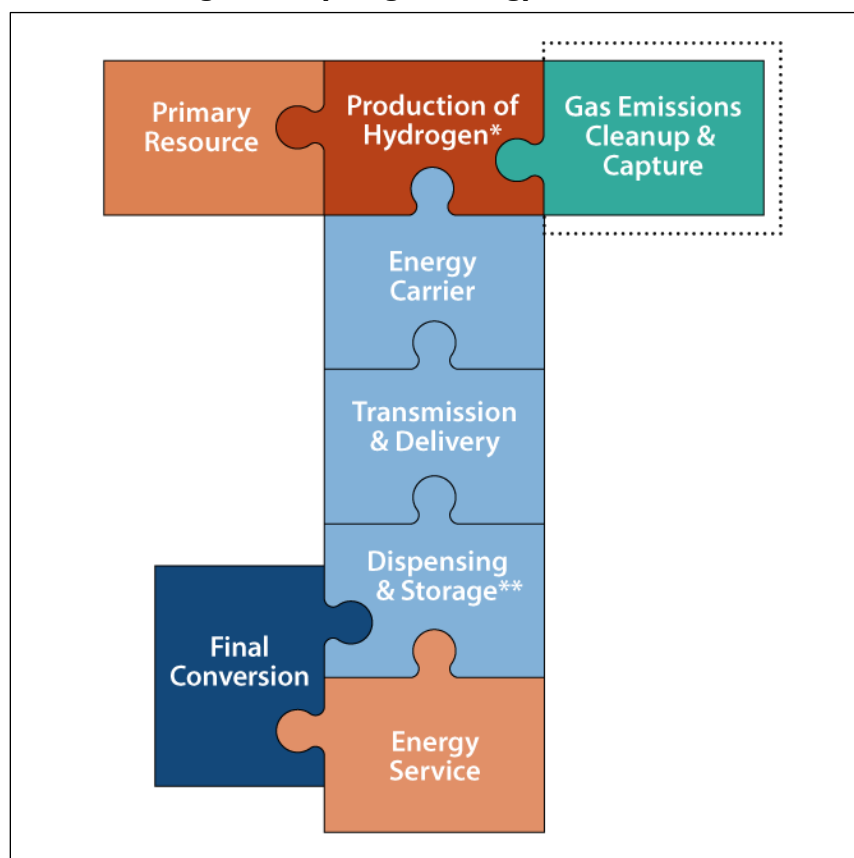 Primary
Resource
Production of
Hydrogen*
Gas Emissions
Cleanup &
Capture
Energy
Carrier
Transmission
& Delivery
Dispensing
& Storage**
Final
Conversion
Energy
Service